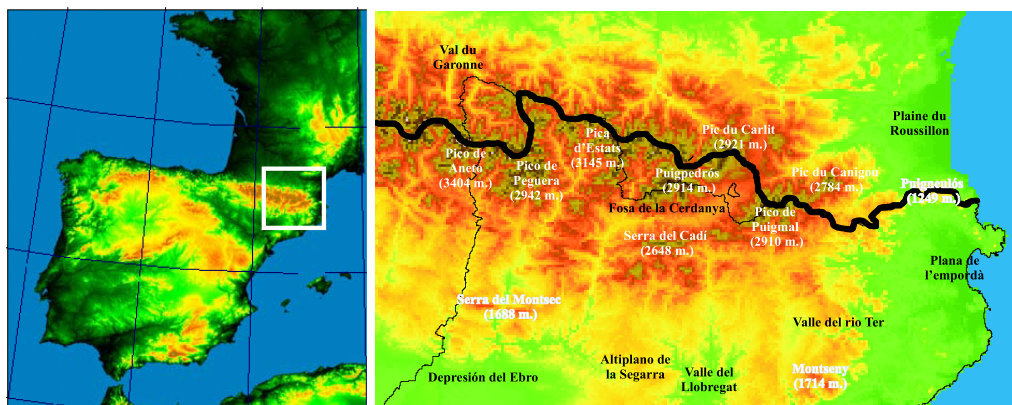 Val du
Garonne
Plaine du
Roussillon
Pica
d'Estats
(3145 m.)
Pic du Carlit
(2921 m.)
Pico de
Aneto
(3404 m.)
Pico de
Peguera
(2942 m.)
Puigpedrós
(2914 m.)
Pic du Canigou
(2784 m.)
Puigneulós
(1249 m.)
Fosa de la Cerdanya
Pico de
Puigmal
(2910 m.)
Serra del Cadí
(2648 m.)
Plana de
l'empordà
Serra del Montsec
(1688 m.)
Valle del rio Ter
Depresión del Ebro
Altiplano de
la Segarra
Valle del
Llobregat
Montseny
(1714 m.)